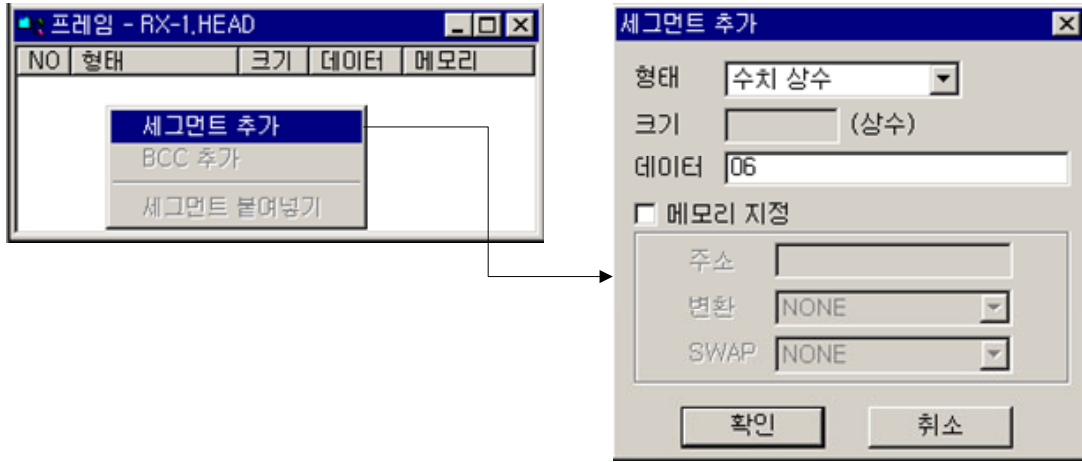 프레임 - RX-1,HEAD
NO 형태 크기 데이터 메모리
세그먼트 추가
BCC 추가
세그먼트 붙여넣기
세그먼트 추가
형태 수치 상수
크기 (상수)
데이터 06
메모리 지정
주소
변환 NONE
SWAP NONE
확인 취소